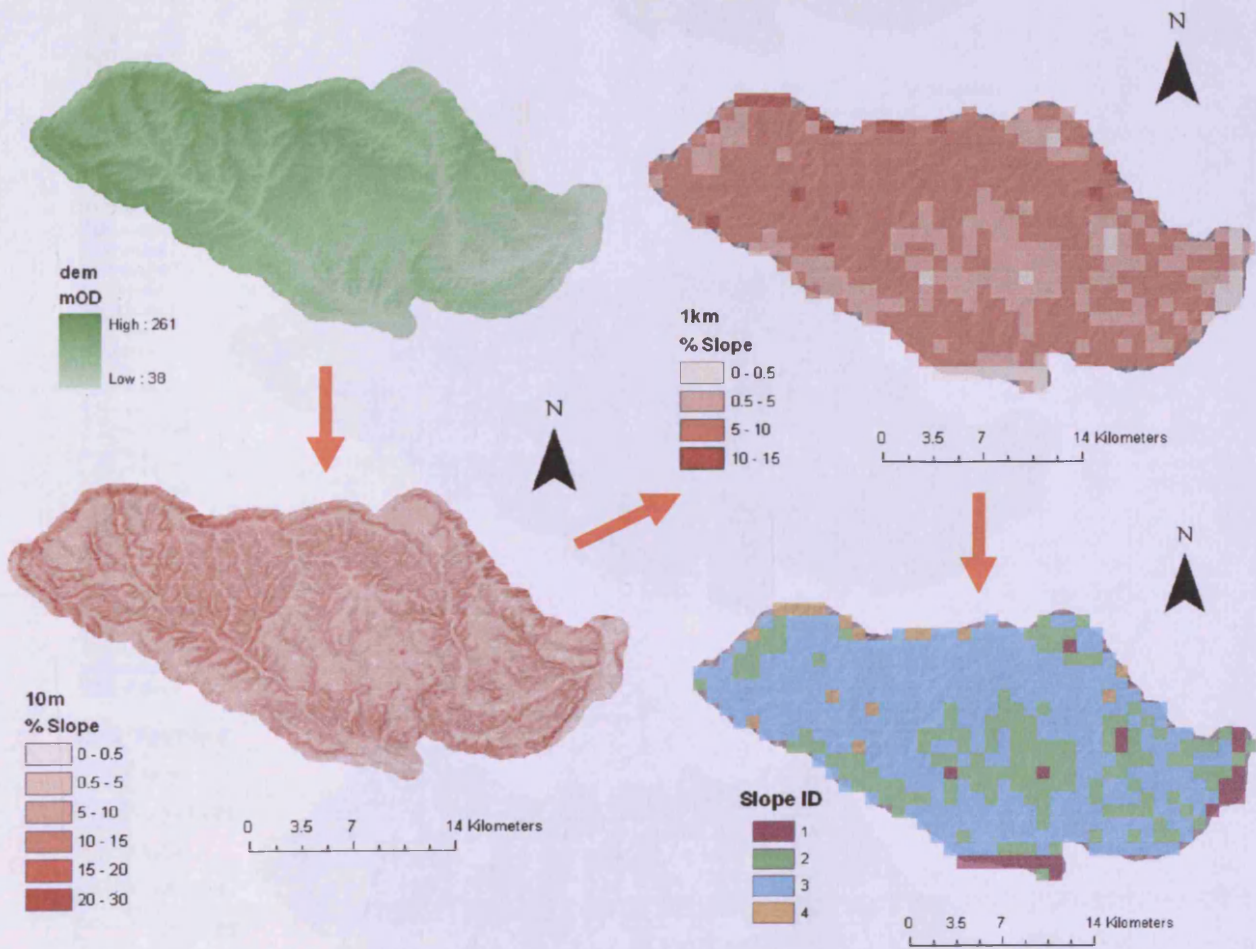 dem
mOD
High : 261
Low : 38
N
1km
% Slope
0 - 0.5
0.5 - 5
5 - 10
10 - 15
0 3.5 7 14 Kilometers
N
10m
% Slope
0 - 0.5
0.5 - 5
5 - 10
10 - 15
15 - 20
20 - 30
0 3.5 7 14 Kilometers
N
Slope ID
1
2
3
4
0 3.5 7 14 Kilometers